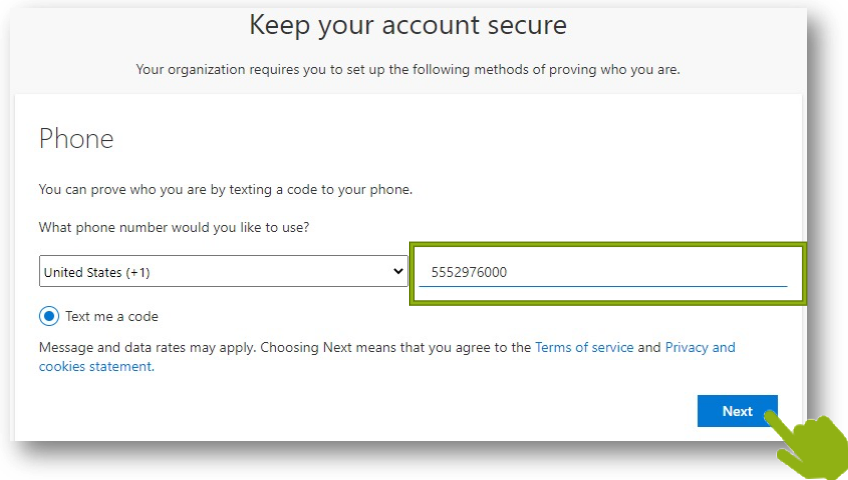 Keep your account secure
Your organization requires you to set up the following methods of proving who you are.
Phone
You can prove who you are by texting a code to your phone.
What phone number would you like to use?
United States (+1) 5552976000
Text me a code
Message and data rates may apply. Choosing Next means that you agree to the Terms of service and Privacy and
cookies statement.
Next